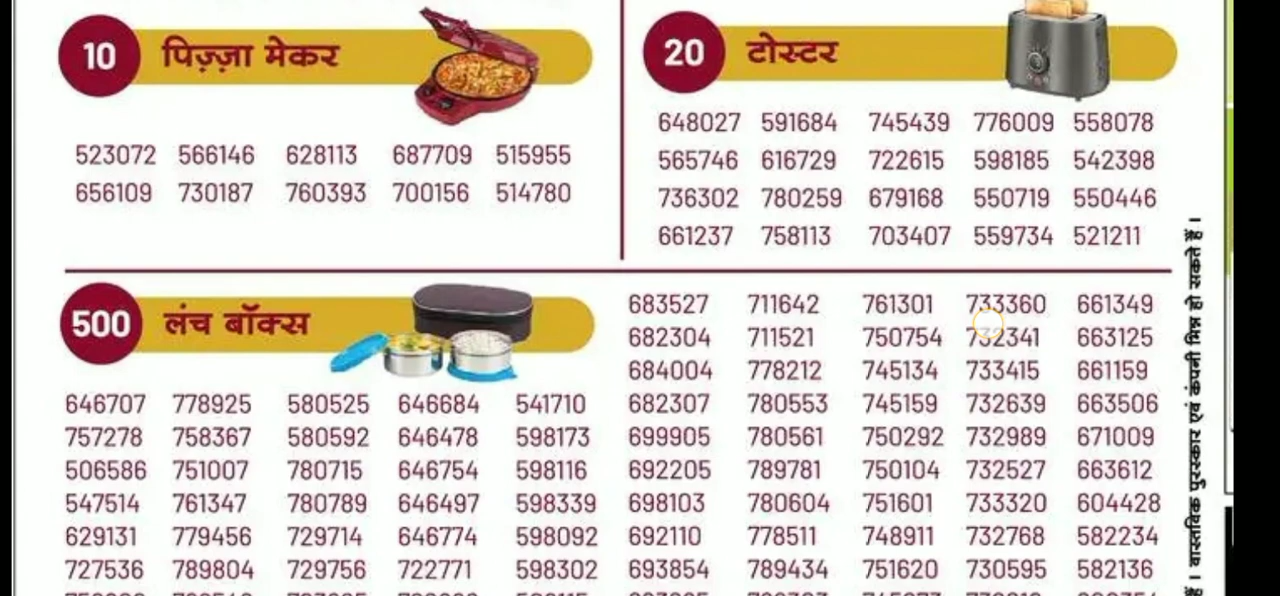 10 पिज़्ज़ा मेकर
523072 566146 628113 687709 515955
656109 730187 760393 700156 514780
20 टोस्टर
648027 591684 745439 776009 558078
565746 616729 722615 598185 542398
736302 780259 679168 550719 550446
661237 758113 703407 559734 521211
500 लंच बॉक्स
646707 778925 580525 646684 541710
757278 758367 580592 646478 598173
506586 751007 780715 646754 598116
547514 761347 780789 646497 598339
629131 779456 729714 646774 598092
727536 789804 729756 722771 598302
683527 711642 761301 733360 661349
682304 711521 750754 732341 663125
684004 778212 745134 733415 661159
682307 780553 745159 732639 663506
699905 780561 750292 732989 671009
692205 789781 750104 732527 663612
698103 780604 751601 733320 604428
692110 778511 748911 732768 582234
693854 789434 751620 730595 582136
हैं। वास्तविक पुरस्कार एवं कंपनी भिन्न हो सकते हैं।